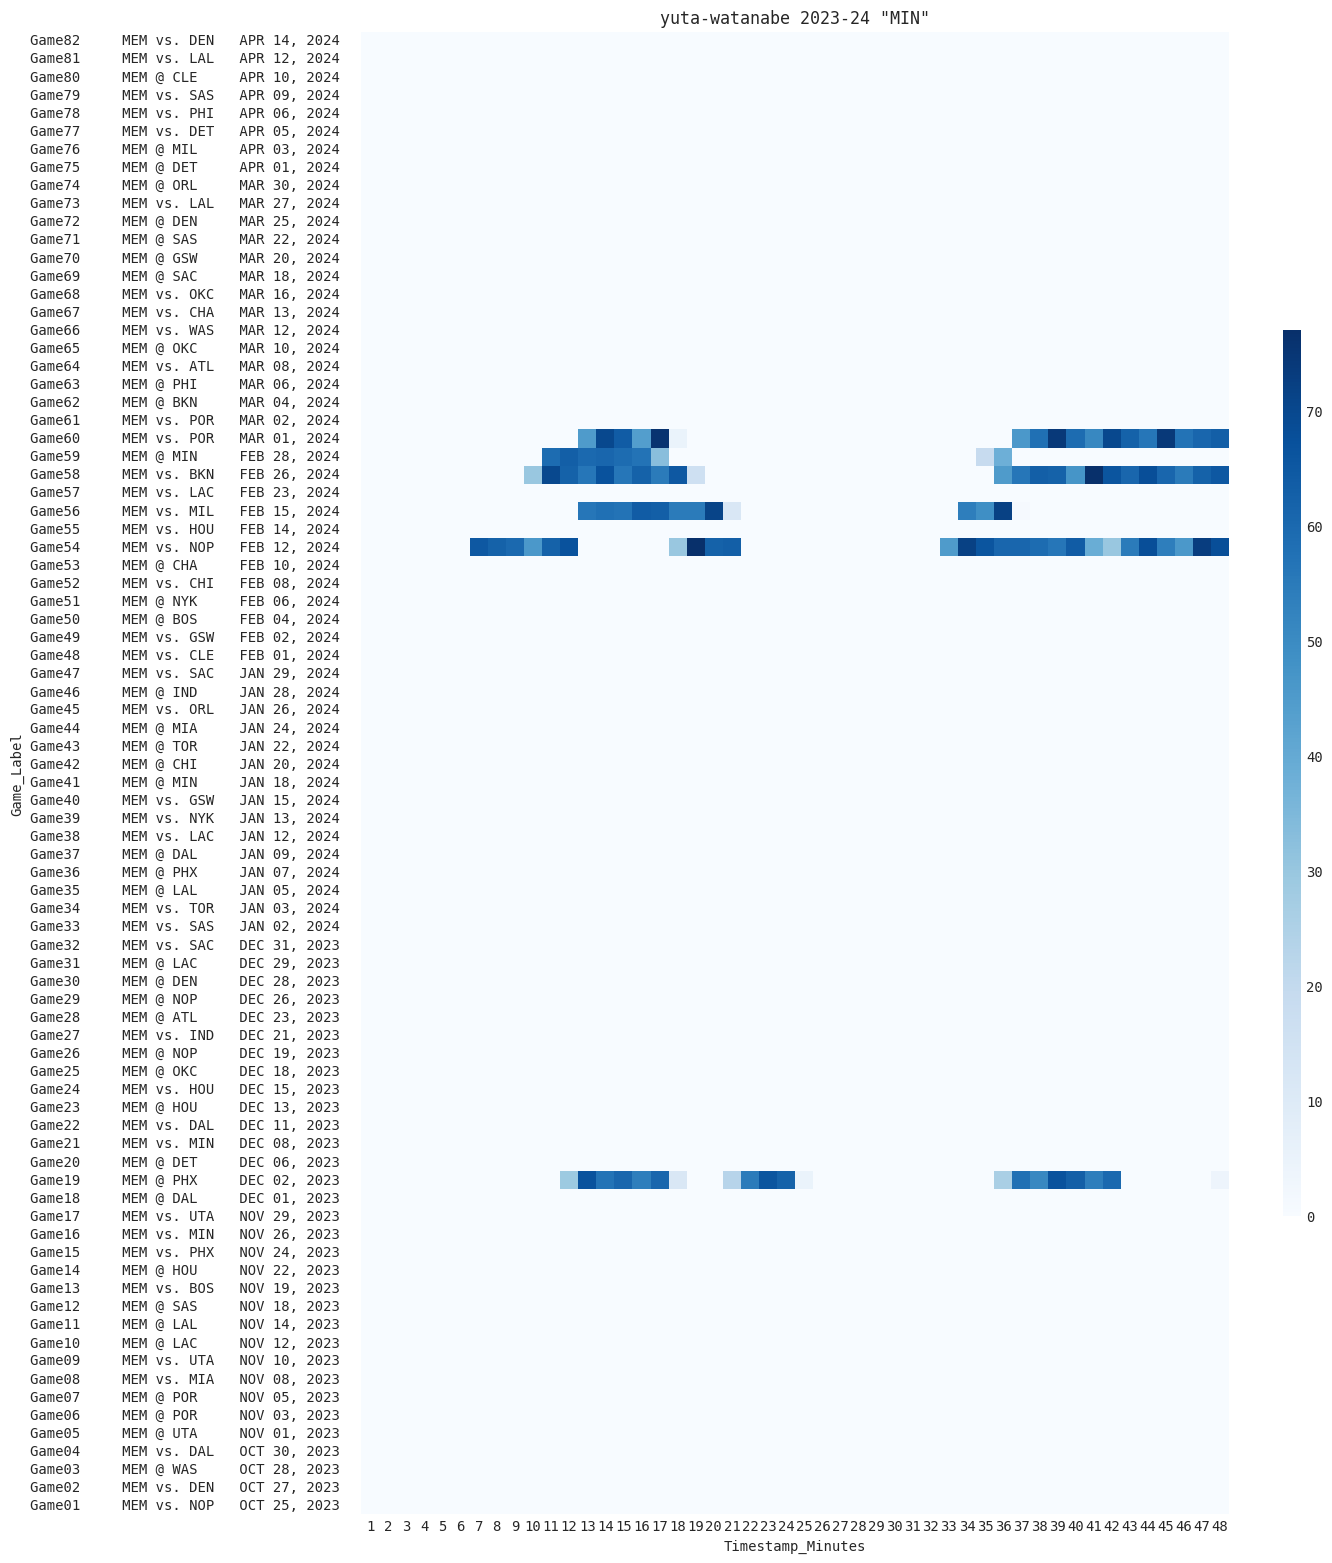 yuta-watanabe 2023-24 "MIN"
Game82 MEM vs. DEN APR 14, 2024
Game81 MEM vs. LAL APR 12, 2024
Game80 MEM @ CLE APR 10, 2024
Game79 MEM vs. SAS APR 09, 2024
Game78 MEM vs. PHI APR 06, 2024
Game77 MEM vs. DET APR 05, 2024
Game76 MEM @ MIL APR 03, 2024
Game75 MEM @ DET APR 01, 2024
Game74 MEM @ ORL MAR 30, 2024
Game73 MEM vs. LAL MAR 27, 2024
Game72 MEM @ DEN MAR 25, 2024
Game71 MEM @ SAS MAR 22, 2024
Game70 MEM @ GSW MAR 20, 2024
Game69 MEM @ SAC MAR 18, 2024
Game68 MEM vs. OKC MAR 16, 2024
Game67 MEM vs. CHA MAR 13, 2024
Game66 MEM vs. WAS MAR 12, 2024
Game65 MEM @ OKC MAR 10, 2024
Game64 MEM vs. ATL MAR 08, 2024
Game63 MEM @ PHI MAR 06, 2024
Game62 MEM @ BKN MAR 04, 2024
Game61 MEM vs. POR MAR 02, 2024
Game60 MEM vs. POR MAR 01, 2024
Game59 MEM @ MIN FEB 28, 2024
Game58 MEM vs. BKN FEB 26, 2024
Game57 MEM vs. LAC FEB 23, 2024
Game56 MEM vs. MIL FEB 15, 2024
Game55 MEM vs. HOU FEB 14, 2024
Game54 MEM vs. NOP FEB 12, 2024
Game53 MEM @ CHA FEB 10, 2024
Game52 MEM vs. CHI FEB 08, 2024
Game51 MEM @ NYK FEB 06, 2024
Game50 MEM @ BOS FEB 04, 2024
Game49 MEM vs. GSW FEB 02, 2024
Game48 MEM vs. CLE FEB 01, 2024
Game47 MEM vs. SAC JAN 29, 2024
Game46 MEM @ IND JAN 28, 2024
Game45 MEM vs. ORL JAN 26, 2024
Game44 MEM @ MIA JAN 24, 2024
Game43 MEM @ TOR JAN 22, 2024
Game42 MEM @ CHI JAN 20, 2024
Game41 MEM @ MIN JAN 18, 2024
Game40 MEM vs. GSW JAN 15, 2024
Game39 MEM vs. NYK JAN 13, 2024
Game38 MEM vs. LAC JAN 12, 2024
Game37 MEM @ DAL JAN 09, 2024
Game36 MEM @ PHX JAN 07, 2024
Game35 MEM @ LAL JAN 05, 2024
Game34 MEM vs. TOR JAN 03, 2024
Game33 MEM vs. SAS JAN 02, 2024
Game32 MEM vs. SAC DEC 31, 2023
Game31 MEM @ LAC DEC 29, 2023
Game30 MEM @ DEN DEC 28, 2023
Game29 MEM @ NOP DEC 26, 2023
Game28 MEM @ ATL DEC 23, 2023
Game27 MEM vs. IND DEC 21, 2023
Game26 MEM @ NOP DEC 19, 2023
Game25 MEM @ OKC DEC 18, 2023
Game24 MEM vs. HOU DEC 15, 2023
Game23 MEM @ HOU DEC 13, 2023
Game22 MEM vs. DAL DEC 11, 2023
Game21 MEM vs. MIN DEC 08, 2023
Game20 MEM @ DET DEC 06, 2023
Game19 MEM @ PHX DEC 02, 2023
Game18 MEM @ DAL DEC 01, 2023
Game17 MEM vs. UTA NOV 29, 2023
Game16 MEM vs. MIN NOV 26, 2023
Game15 MEM vs. PHX NOV 24, 2023
Game14 MEM @ HOU NOV 22, 2023
Game13 MEM vs. BOS NOV 19, 2023
Game12 MEM @ SAS NOV 18, 2023
Game11 MEM @ LAL NOV 14, 2023
Game10 MEM @ LAC NOV 12, 2023
Game09 MEM vs. UTA NOV 10, 2023
Game08 MEM vs. MIA NOV 08, 2023
Game07 MEM @ POR NOV 05, 2023
Game06 MEM @ POR NOV 03, 2023
Game05 MEM @ UTA NOV 01, 2023
Game04 MEM vs. DAL OCT 30, 2023
Game03 MEM @ WAS OCT 28, 2023
Game02 MEM vs. DEN OCT 27, 2023
Game01 MEM vs. NOP OCT 25, 2023
Game_Label
1 2 3 4 5 6 7 8 9 10 11 12 13 14 15 16 17 18 19 20 21 22 23 24 25 26 27 28 29 30 31 32 33 34 35 36 37 38 39 40 41 42 43 44 45 46 47 48
Timestamp_Minutes
70
60
50
40
30
20
10
0